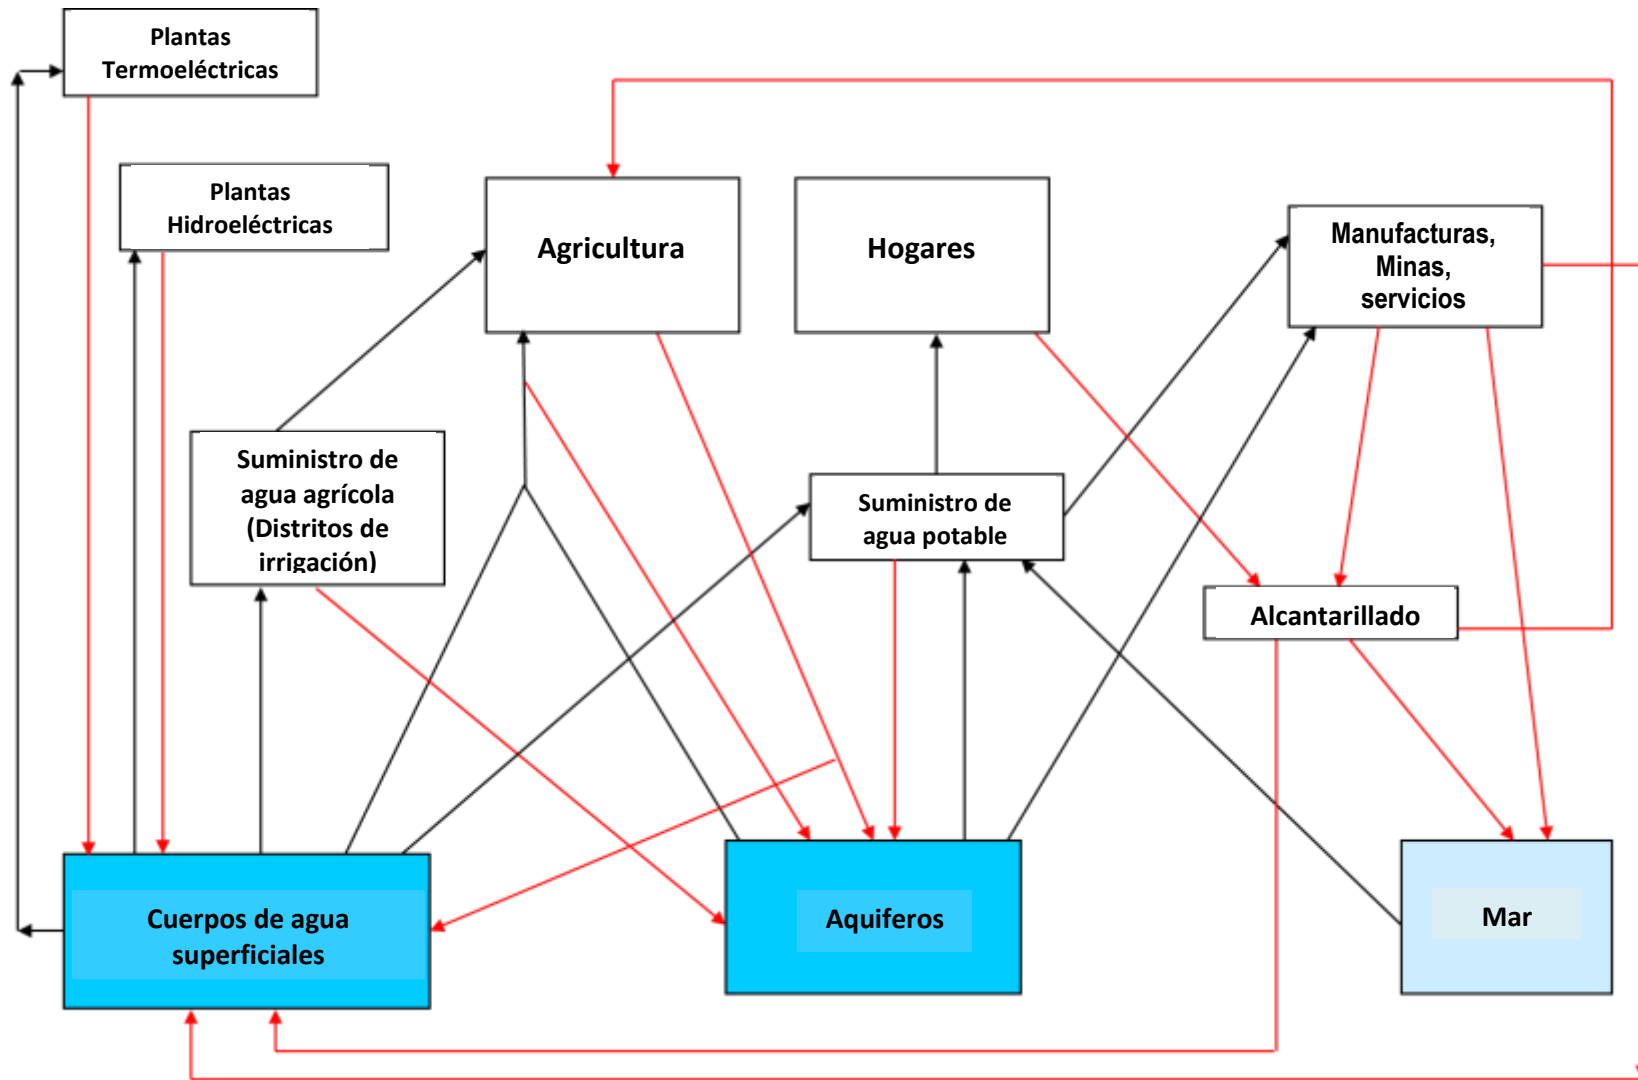 Plantas
Termoeléctricas
Plantas
Hidroeléctricas
Agricultura
Hogares
Manufacturas,
Minas,
servicios
Suministro de
agua agrícola
(Distritos de
irrigación)
Suministro de
agua potable
Alcantarillado
Cuerpos de agua
superficiales
Aquiferos
Mar